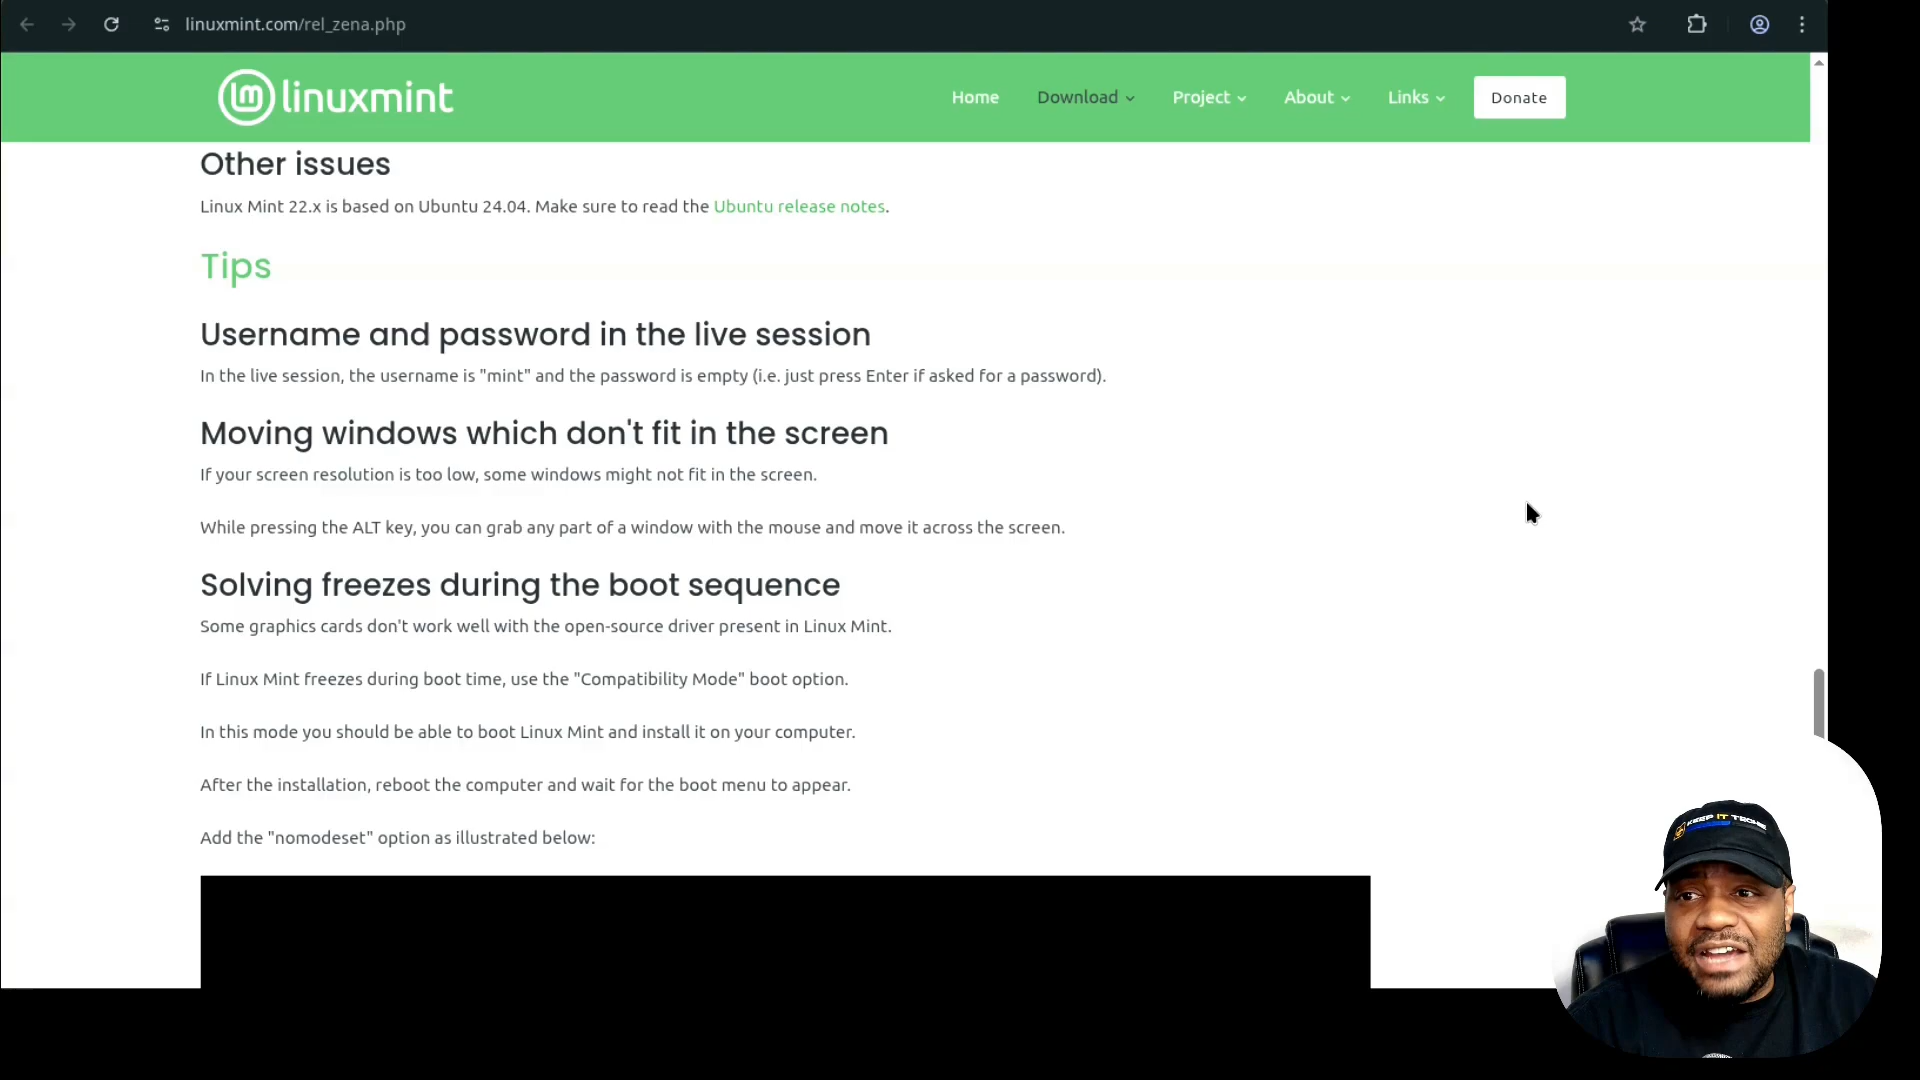 linuxmint.com/rel_zena.php
linuxmint
Home
Download
Project
About
Links
Donate
Other issues
Linux Mint 22.x is based on Ubuntu 24.04. Make sure to read the Ubuntu release notes.
Tips
Username and password in the live session
In the live session, the username is "mint" and the password is empty (i.e. just press Enter if asked for a password).
Moving windows which don't fit in the screen
If your screen resolution is too low, some windows might not fit in the screen.
While pressing the ALT key, you can grab any part of a window with the mouse and move it across the screen.
Solving freezes during the boot sequence
Some graphics cards don't work well with the open-source driver present in Linux Mint.
If Linux Mint freezes during boot time, use the "Compatibility Mode" boot option.
In this mode you should be able to boot Linux Mint and install it on your computer.
After the installation, reboot the computer and wait for the boot menu to appear.
Add the "nomodeset" option as illustrated below:
KEEP IT TECHIE